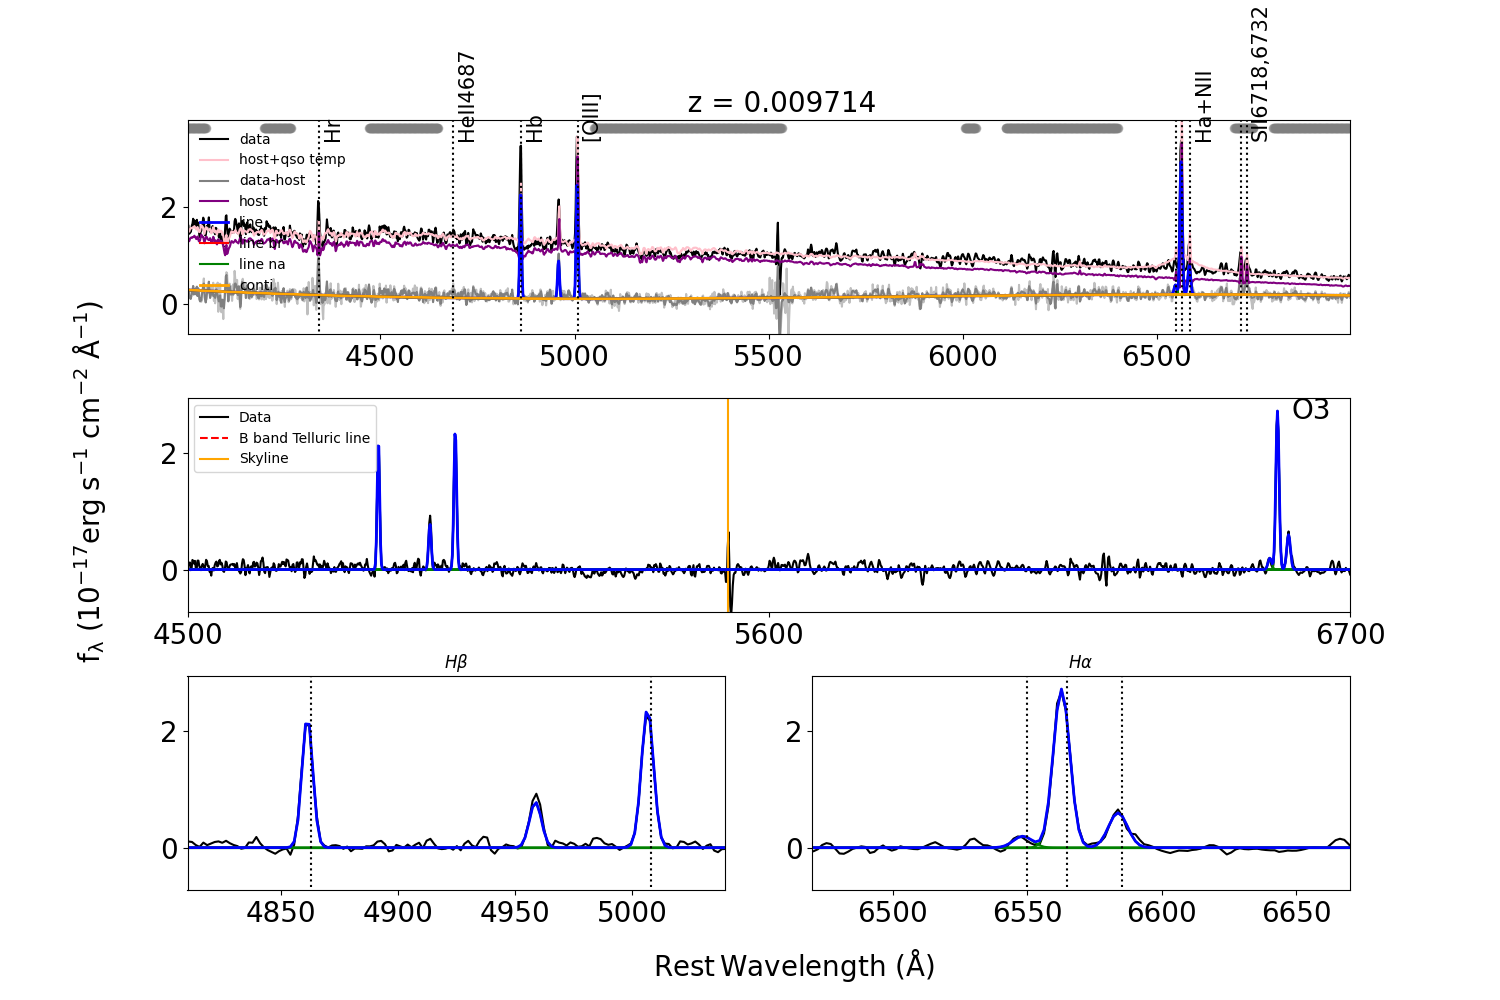 z = 0.009714
Hr
HeII4687
Hb
[OIII]
Ha+NII
SII6718,6732
data
host+qso temp
data-host
host
line
line na
conti
2
0
4500 5000 5500 6000 6500
f_λ (10⁻¹⁷erg s⁻¹ cm⁻² Å⁻¹)
O3
Data
B band Telluric line
Skyline
2
0
4500 5600 6700
Hβ
2
0
4850 4900 4950 5000
Hα
2
0
6500 6550 6600 6650
Rest Wavelength (Å)